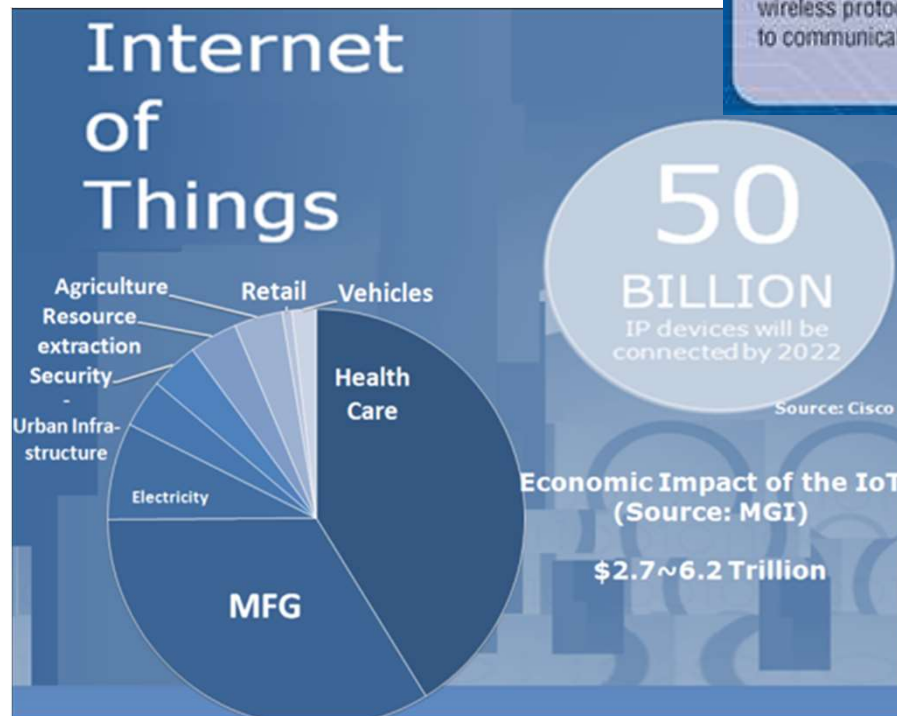 to communica
Internet
of
Things
50
BILLION
IP devices will be
connected by 2022
Source: Cisco
Agriculture
Retail
Vehicles
Resource
extraction
Security
-
Urban Infra-
structure
Electricity
Health
Care
MFG
Economic Impact of the IoT
(Source: MGI)
$2.7~6.2 Trillion